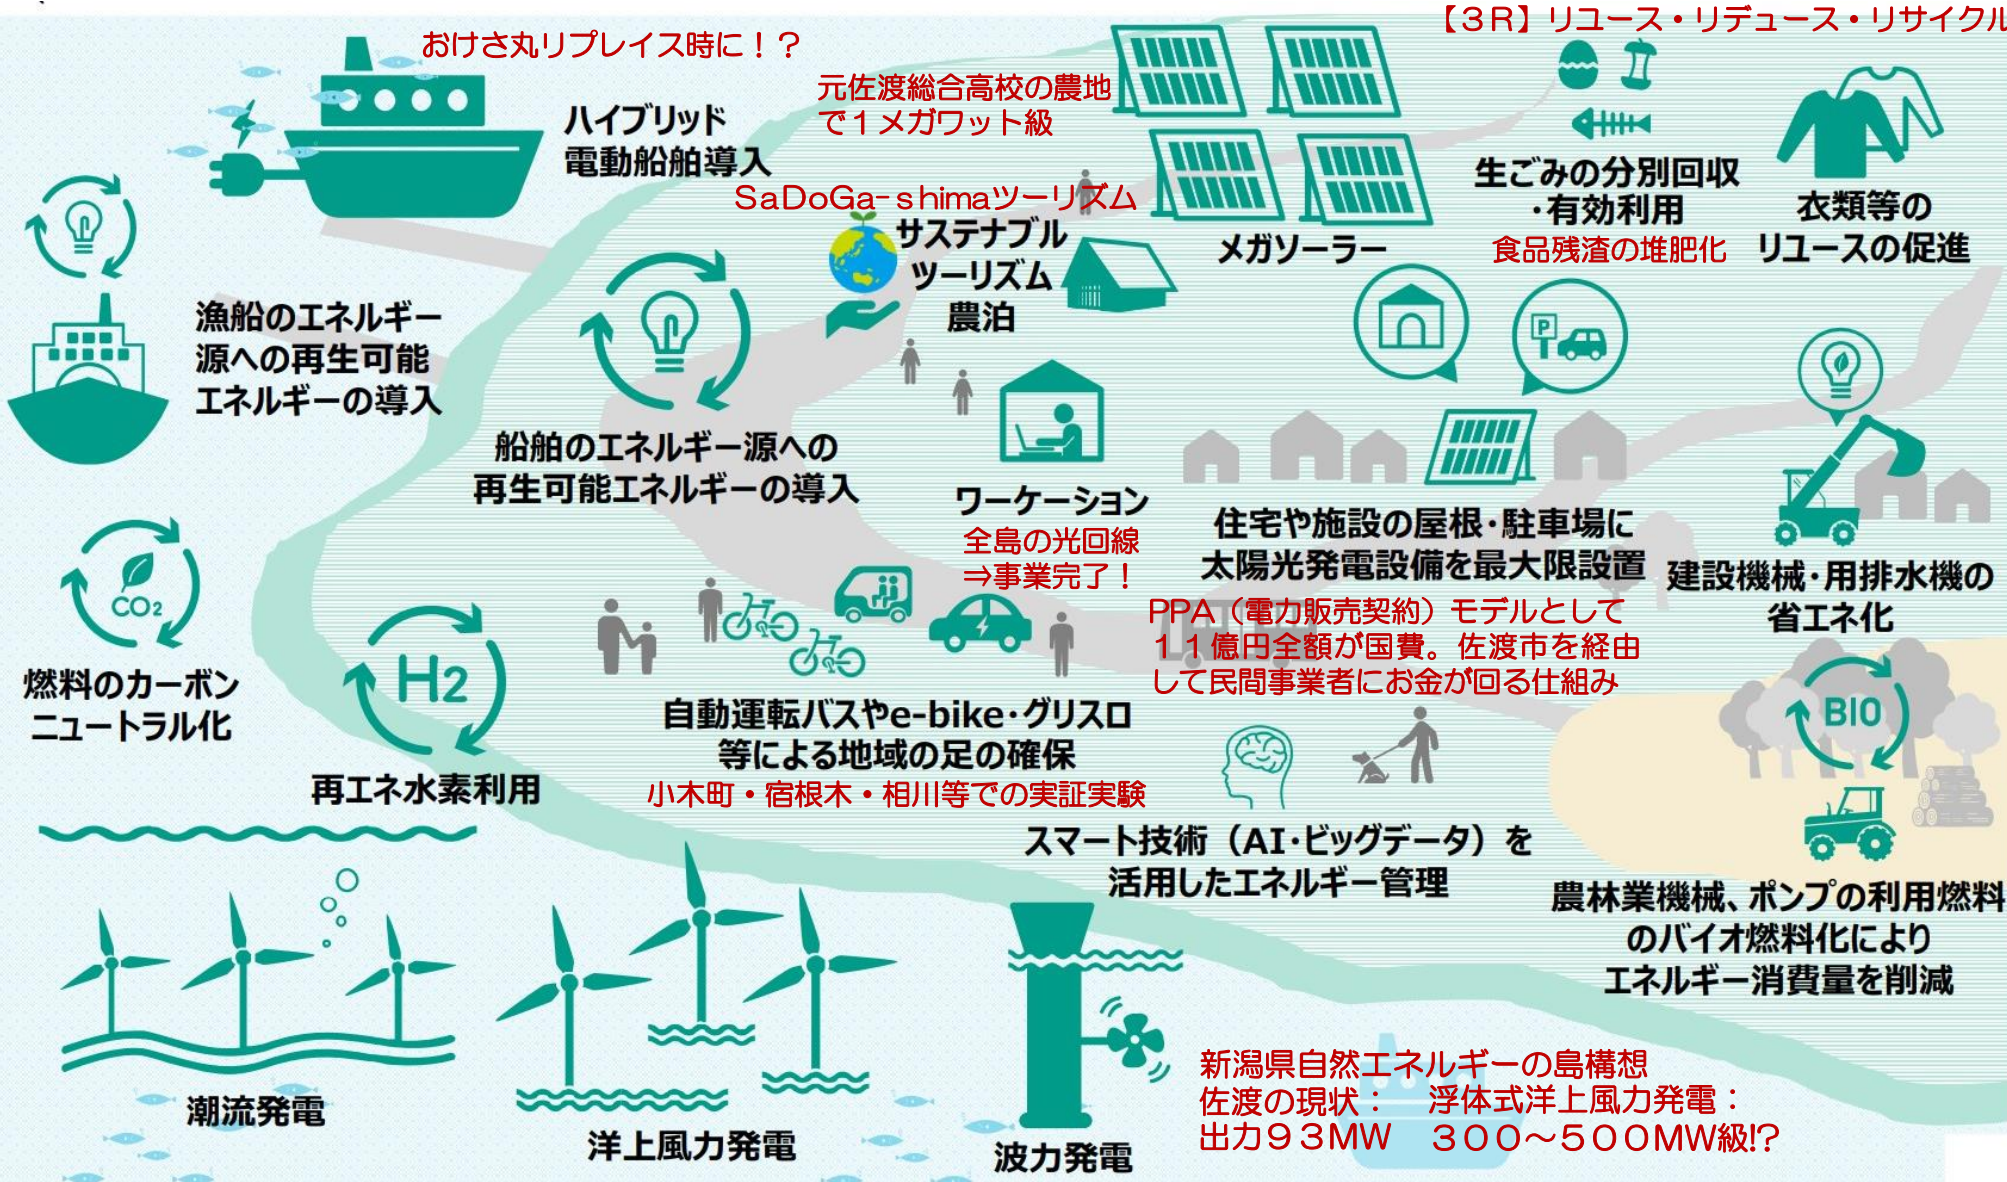 【３R】リユース・リデュース・リサイクル
おけさ丸リプレイス時に！？
ハイブリッド
電動船舶導入
元佐渡総合高校の農地
で１メガワット級
SaDoGa-shimaツーリズム
サステナブル
ツーリズム
農泊
メガソーラー
生ごみの分別回収
・有効利用
食品残渣の堆肥化
衣類等の
リユースの促進
漁船のエネルギー
源への再生可能
エネルギーの導入
船舶のエネルギー源への
再生可能エネルギーの導入
ワーケーション
全島の光回線
⇒事業完了！
P
住宅や施設の屋根・駐車場に
太陽光発電設備を最大限設置
PPA（電力販売契約）モデルとして
１１億円全額が国費。佐渡市を経由
して民間事業者にお金が回る仕組み
建設機械・用排水機の
省エネ化
CO2
燃料のカーボン
ニュートラル化
H2
再エネ水素利用
自動運転バスやe-bike・グリスロ
等による地域の足の確保
小木町・宿根木・相川等での実証実験
スマート技術（AI・ビッグデータ）を
活用したエネルギー管理
BIO
農林業機械、ポンプの利用燃料
のバイオ燃料化により
エネルギー消費量を削減
潮流発電
洋上風力発電
波力発電
新潟県自然エネルギーの島構想
佐渡の現状：　浮体式洋上風力発電：
出力９３MW　３００～５００MW級!?